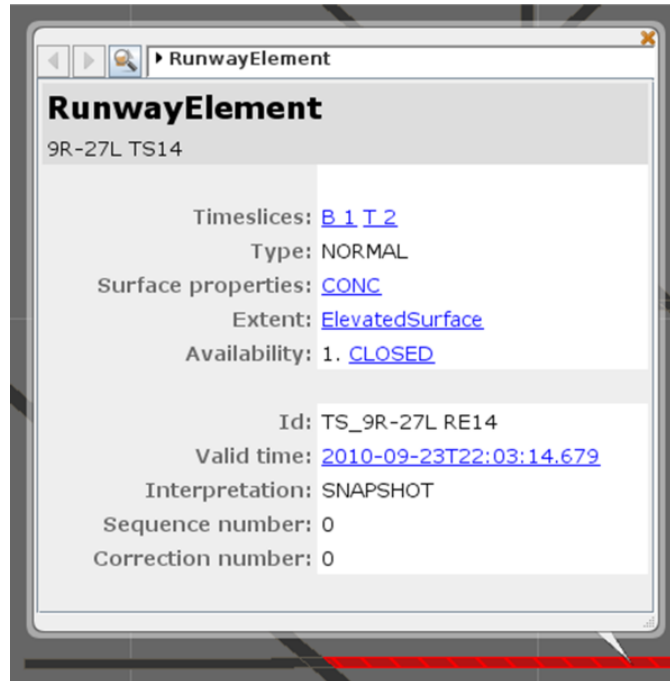 RunwayElement
RunwayElement
9R-27L TS14
Timeslices: B 1 T 2
Type: NORMAL
Surface properties: CONC
Extent: ElevatedSurface
Availability: 1. CLOSED
Id: TS_9R-27L RE14
Valid time: 2010-09-23T22:03:14.679
Interpretation: SNAPSHOT
Sequence number: 0
Correction number: 0